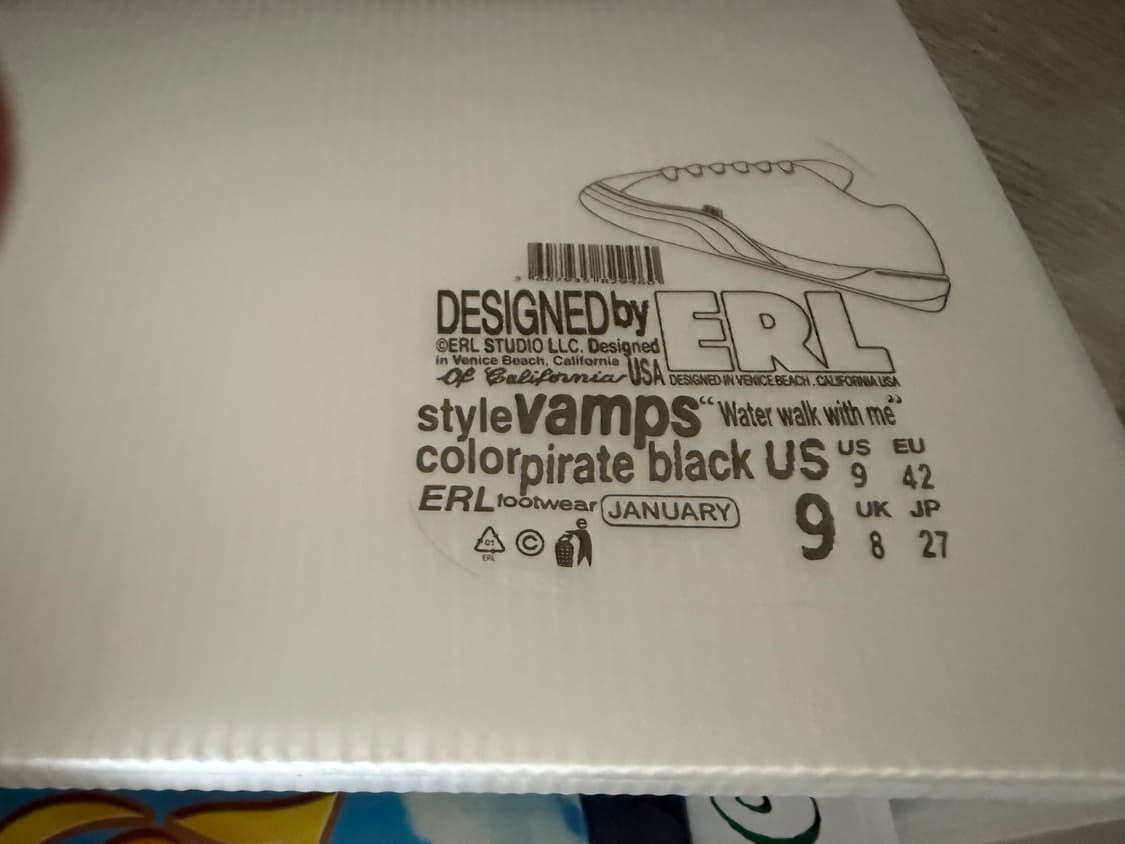 DESIGNED by ERL
©ERL STUDIO LLC. Designed
in Venice Beach, California
Of California USA
DESIGNED IN VENICE BEACH . CALIFORNIA USA
style vamps “Water walk with me”
color pirate black US 9
US EU
9 42
UK JP
8 27
ERL footwear JANUARY
e
01 ©
ERL